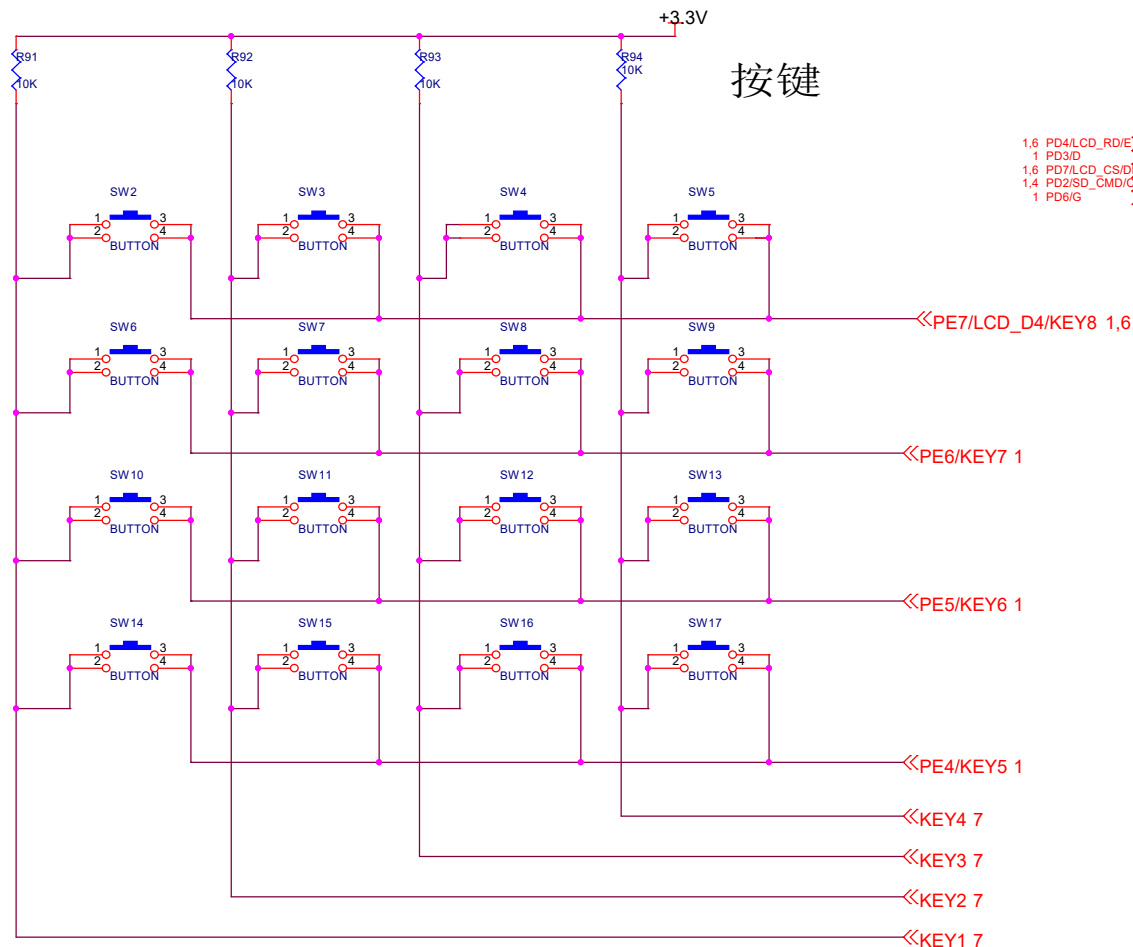 +3.3V
R91 R92 R93 R94
10K 10K 10K 10K
按键
1,6 PD4/LCD_RD/E
1 PD3/D
1,6 PD7/LCD_CS/D
1,4 PD2/SD_CMD/C
1 PD6/G
SW2 SW3 SW4 SW5
1 3 1 3 1 3 1 3
2 4 2 4 2 4 2 4
BUTTON BUTTON BUTTON BUTTON
PE7/LCD_D4/KEY8 1,6
SW6 SW7 SW8 SW9
1 3 1 3 1 3 1 3
2 4 2 4 2 4 2 4
BUTTON BUTTON BUTTON BUTTON
PE6/KEY7 1
SW10 SW11 SW12 SW13
1 3 1 3 1 3 1 3
2 4 2 4 2 4 2 4
BUTTON BUTTON BUTTON BUTTON
PE5/KEY6 1
SW14 SW15 SW16 SW17
1 3 1 3 1 3 1 3
2 4 2 4 2 4 2 4
BUTTON BUTTON BUTTON BUTTON
PE4/KEY5 1
KEY4 7
KEY3 7
KEY2 7
KEY1 7